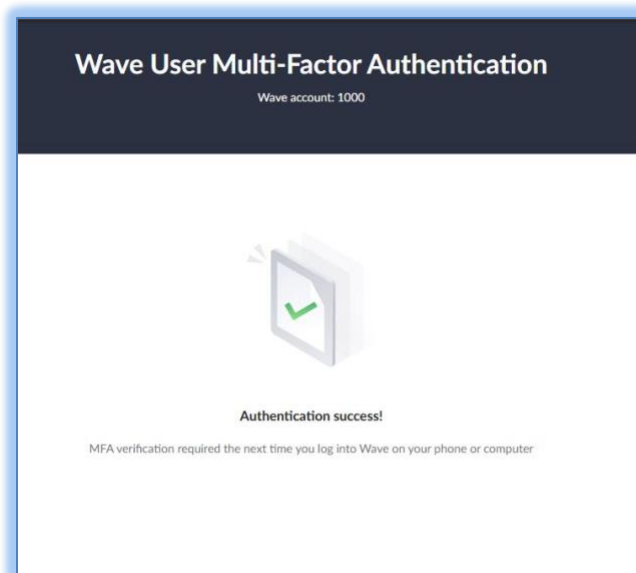 Wave User Multi-Factor Authentication
Wave account: 1000
Authentication success!
MFA verification required the next time you log into Wave on your phone or computer